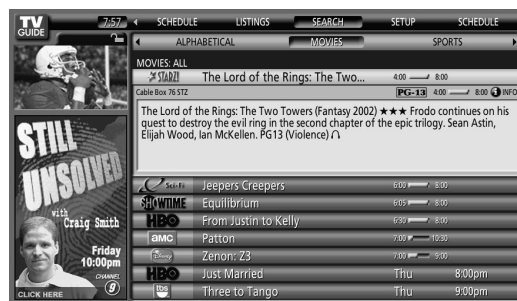 TV GUIDE
7:57
SCHEDULE LISTINGS SEARCH SETUP SCHEDULE
ALPHABETICAL MOVIES SPORTS
MOVIES: ALL
STARZ! The Lord of the Rings: The Two... 4:00 8:00
Cable Box 76 STZ PG-13 4:00 8:00 i INFO
The Lord of the Rings: The Two Towers (Fantasy 2002) ★★★ Frodo continues on his
quest to destroy the evil ring in the second chapter of the epic trilogy. Sean Astin,
Elijah Wood, Ian McKellen. PG13 (Violence)
Sci-Fi Jeepers Creepers 6:00 8:00
SHOWTIME Equilibrium 6:05 8:00
HBO From Justin to Kelly 6:30 8:00
amc Patton 7:00 10:30
Disney Zenon: Z3 7:00 9:00
HBO Just Married Thu 8:00pm
tbs Three to Tango Thu 9:00pm
STILL
UNSOLVED
with
Craig Smith
Friday
10:00pm
CHANNEL
9
CLICK HERE